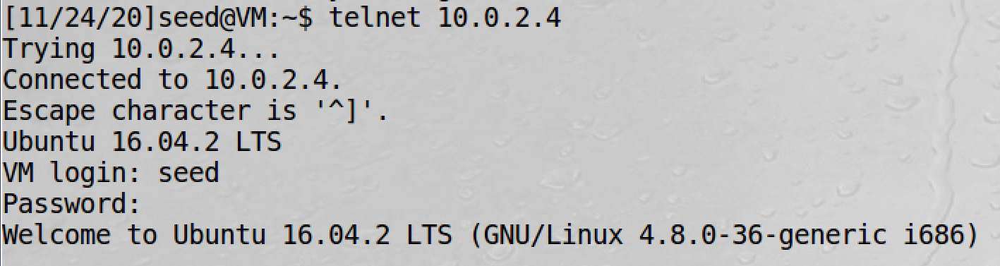 [11/24/20]seed@VM:~$ telnet 10.0.2.4
Trying 10.0.2.4...
Connected to 10.0.2.4.
Escape character is '^]'.
Ubuntu 16.04.2 LTS
VM login: seed
Password:
Welcome to Ubuntu 16.04.2 LTS (GNU/Linux 4.8.0-36-generic i686)